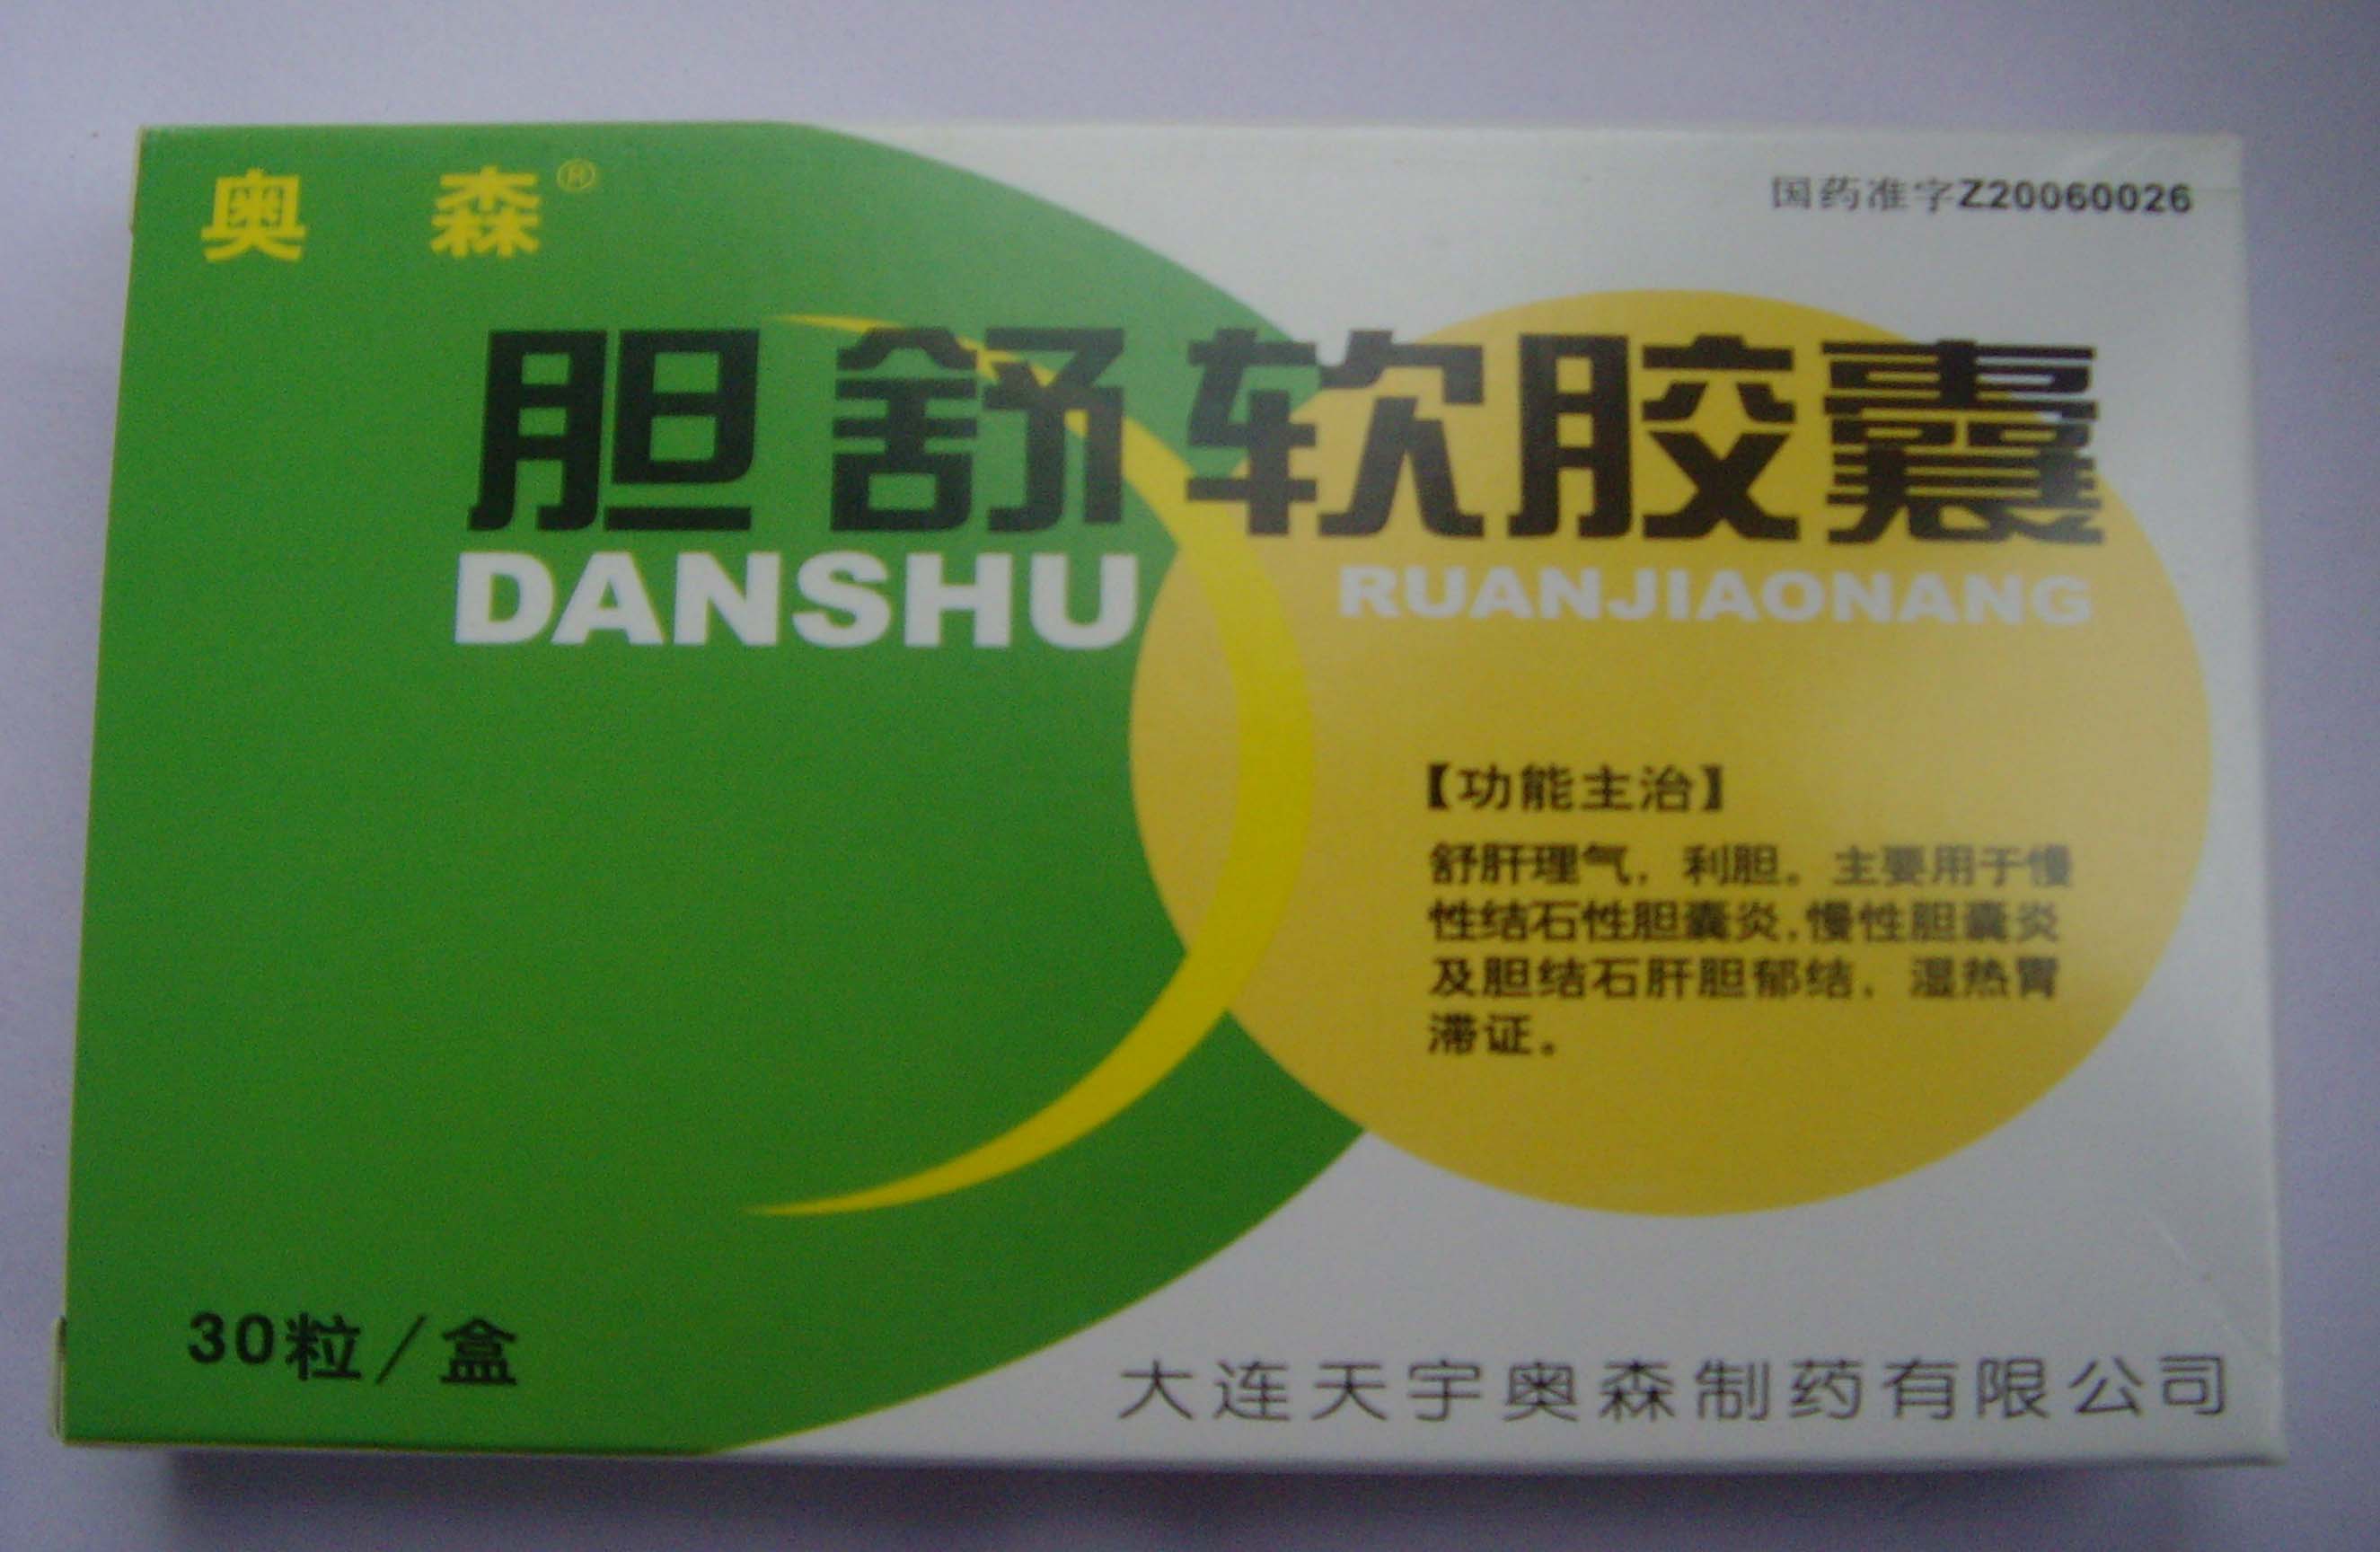 奥森®
国药准字Z20060026
胆舒软胶囊
DANSHU RUANJIAONANG
【功能主治】
舒肝理气，利胆。主要用于慢
性结石性胆囊炎,慢性胆囊炎
及胆结石肝胆郁结，湿热胃
滞证。
30粒/盒
大连天宇奥森制药有限公司